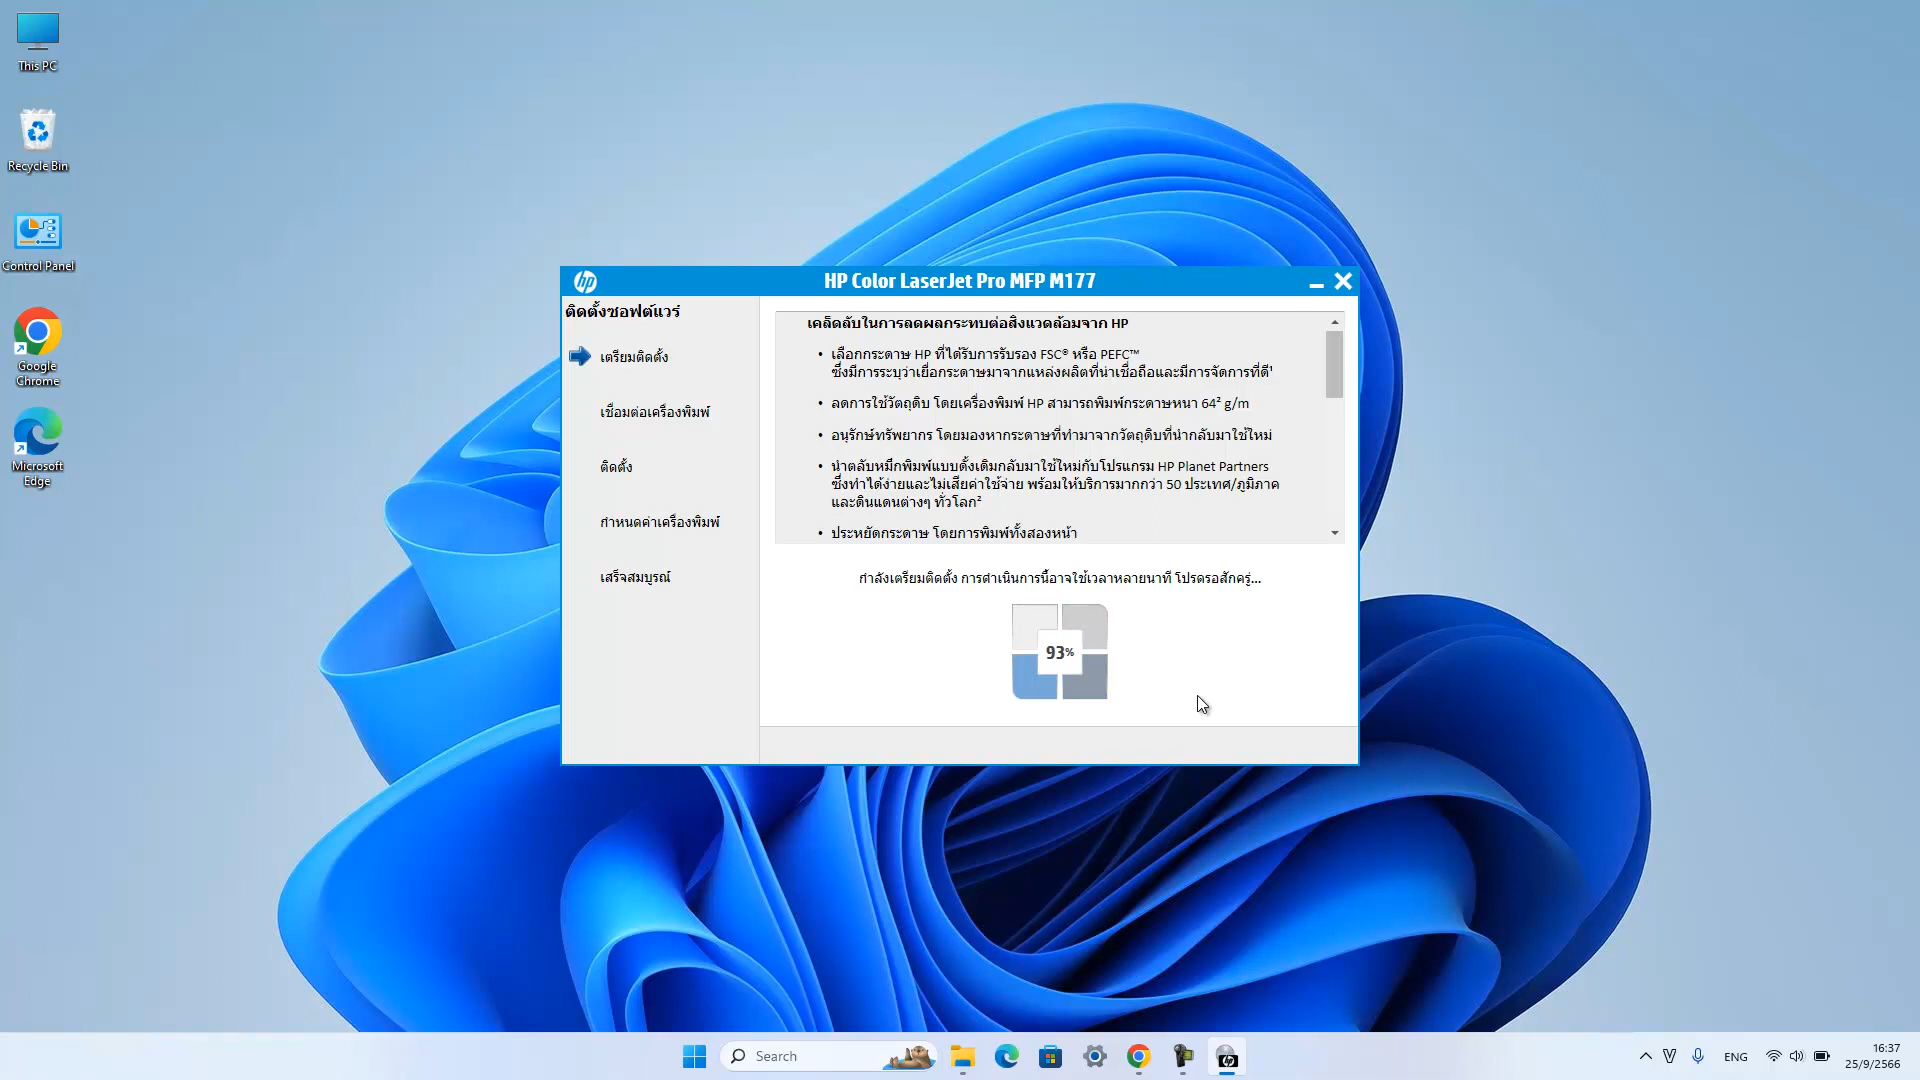 This PC
Recycle Bin
Control Panel
Google
Chrome
Microsoft
Edge
hp
HP Color LaserJet Pro MFP M177
ติดตั้งซอฟต์แวร์
เตรียมติดตั้ง
เชื่อมต่อเครื่องพิมพ์
ติดตั้ง
กำหนดค่าเครื่องพิมพ์
เสร็จสมบูรณ์
เคล็ดลับในการลดผลกระทบต่อสิ่งแวดล้อมจาก HP
• เลือกกระดาษ HP ที่ได้รับการรับรอง FSC® หรือ PEFC™
ซึ่งมีการระบุว่าเยื่อกระดาษมาจากแหล่งผลิตที่น่าเชื่อถือและมีการจัดการที่ดี¹
• ลดการใช้วัตถุดิบ โดยเครื่องพิมพ์ HP สามารถพิมพ์กระดาษหนา 64² g/m
• อนุรักษ์ทรัพยากร โดยมองหากระดาษที่ทำมาจากวัตถุดิบที่นำกลับมาใช้ใหม่
• นำตลับหมึกพิมพ์แบบดั้งเดิมกลับมาใช้ใหม่กับโปรแกรม HP Planet Partners
ซึ่งทำได้ง่ายและไม่เสียค่าใช้จ่าย พร้อมให้บริการมากกว่า 50 ประเทศ/ภูมิภาค
และดินแดนต่างๆ ทั่วโลก²
• ประหยัดกระดาษ โดยการพิมพ์ทั้งสองหน้า
กำลังเตรียมติดตั้ง การดำเนินการนี้อาจใช้เวลาหลายนาที โปรดรอสักครู่...
93%
Search
ENG
16:37
25/9/2566